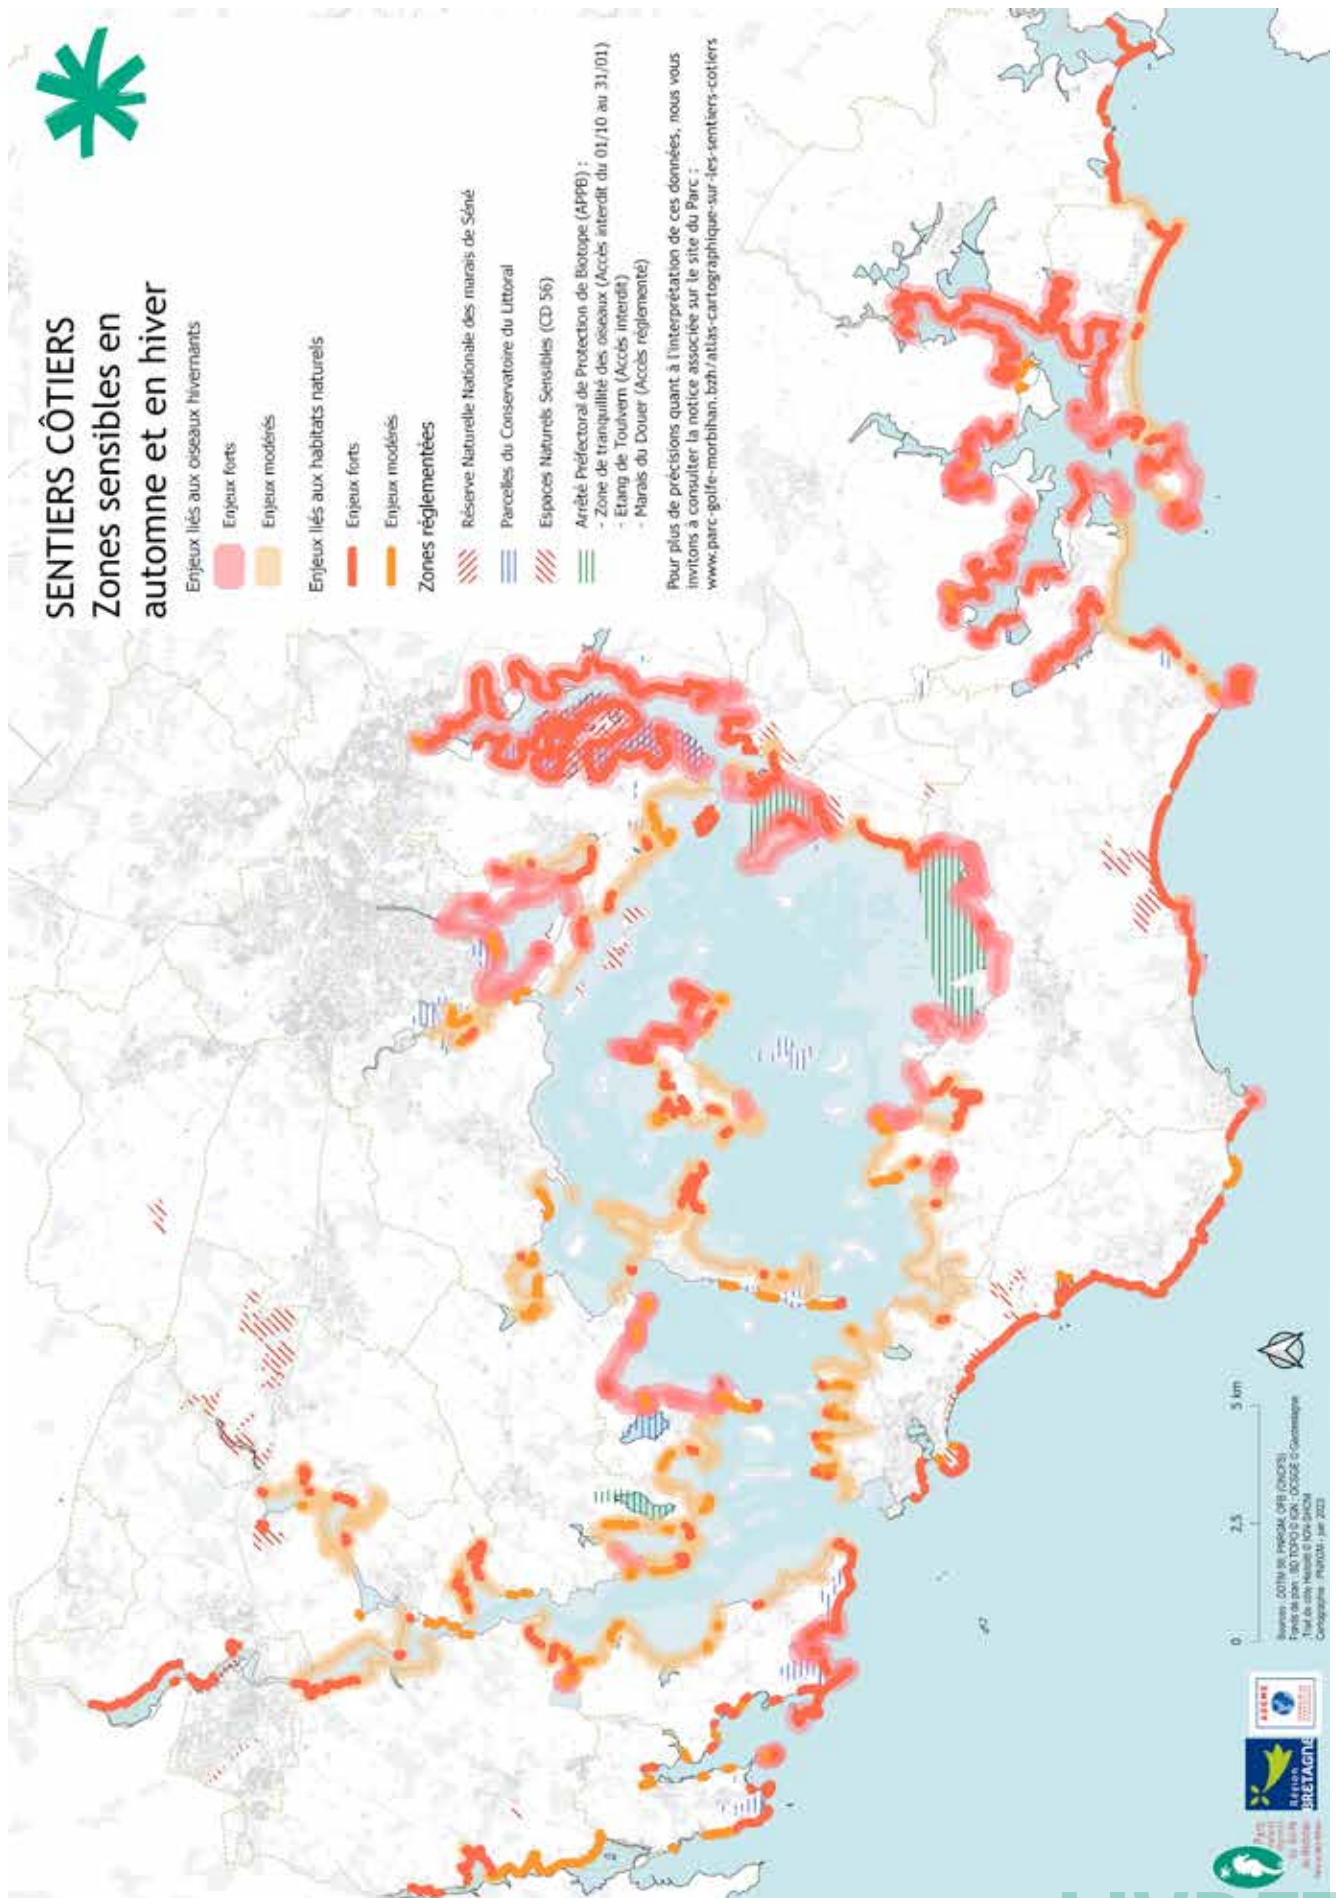 SENTIERS CÔTIERS
Zones sensibles en
automne et en hiver
Enjeux liés aux oiseaux hivernants
Enjeux forts
Enjeux modérés
Enjeux liés aux habitats naturels
Enjeux forts
Enjeux modérés
Zones réglementées
Réserve Naturelle Nationale des marais de Séné
Parcelles du Conservatoire du Littoral
Espaces Naturels Sensibles (CD 56)
Arrêté Préfectoral de Protection de Biotope (APPB) :
- Zone de tranquillité des oiseaux (Accès interdit du 01/10 au 31/01)
- Etang de Toulvern (Accès interdit)
- Marais du Douer (Accès réglementé)
Pour plus de précisions quant à l'interprétation de ces données, nous vous
invitons à consulter la notice associée sur le site du Parc :
www.parc-golfe-morbihan.bzh/atlas-cartographique-sur-les-sentiers-cotiers
0 2,5 5 km
Cartographie : PNRGM - juin 2023
Parc
Région
BRETAGNE